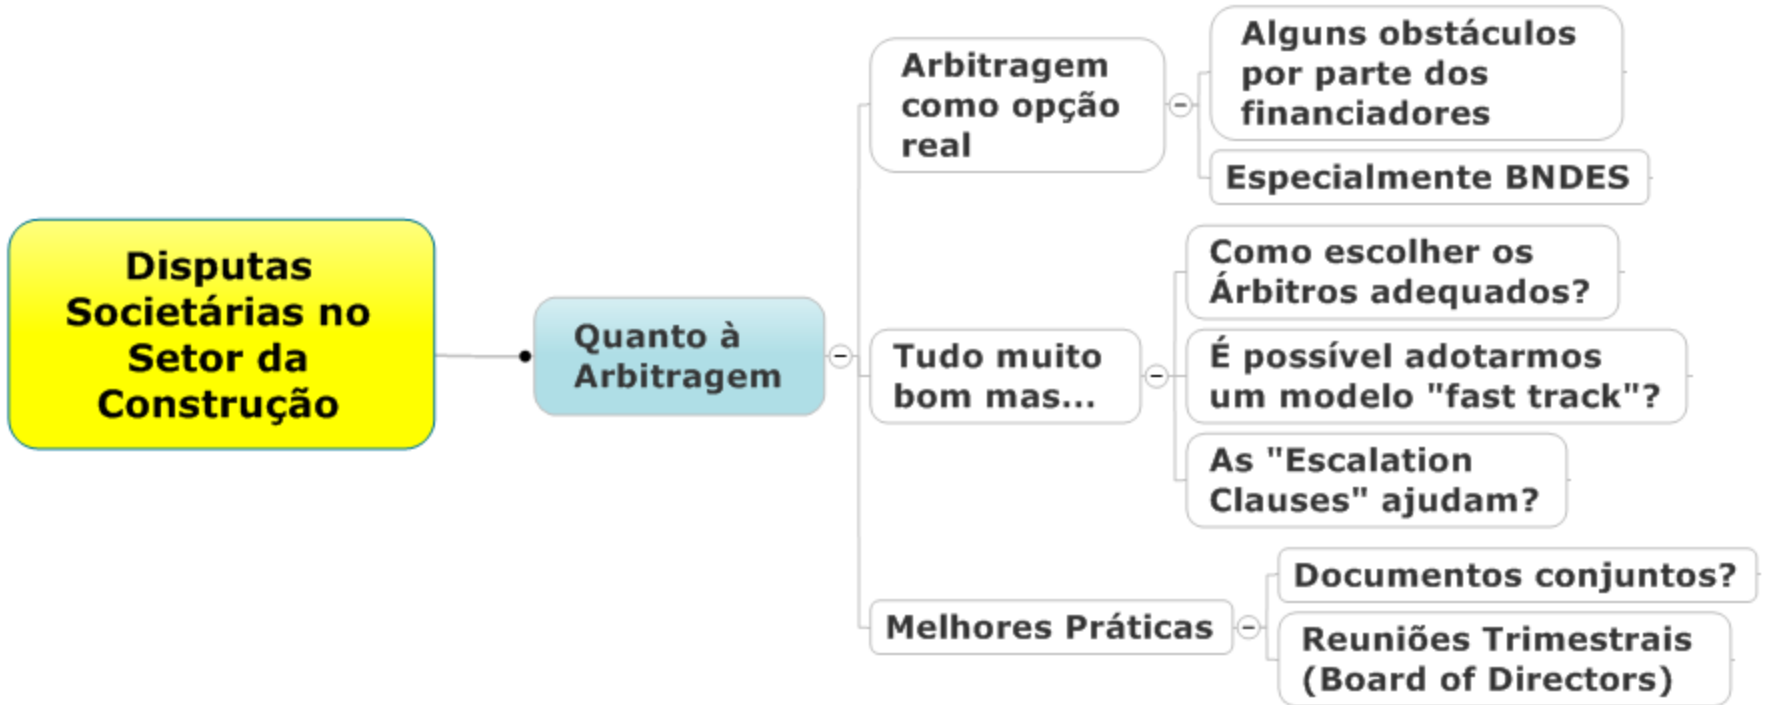 Disputas
Societárias no
Setor da
Construção
Quanto à
Arbitragem
Arbitragem
como opção
real
Alguns obstáculos
por parte dos
financiadores
Especialmente BNDES
Tudo muito
bom mas...
Como escolher os
Árbitros adequados?
É possível adotarmos
um modelo "fast track"?
As "Escalation
Clauses" ajudam?
Melhores Práticas
Documentos conjuntos?
Reuniões Trimestrais
(Board of Directors)